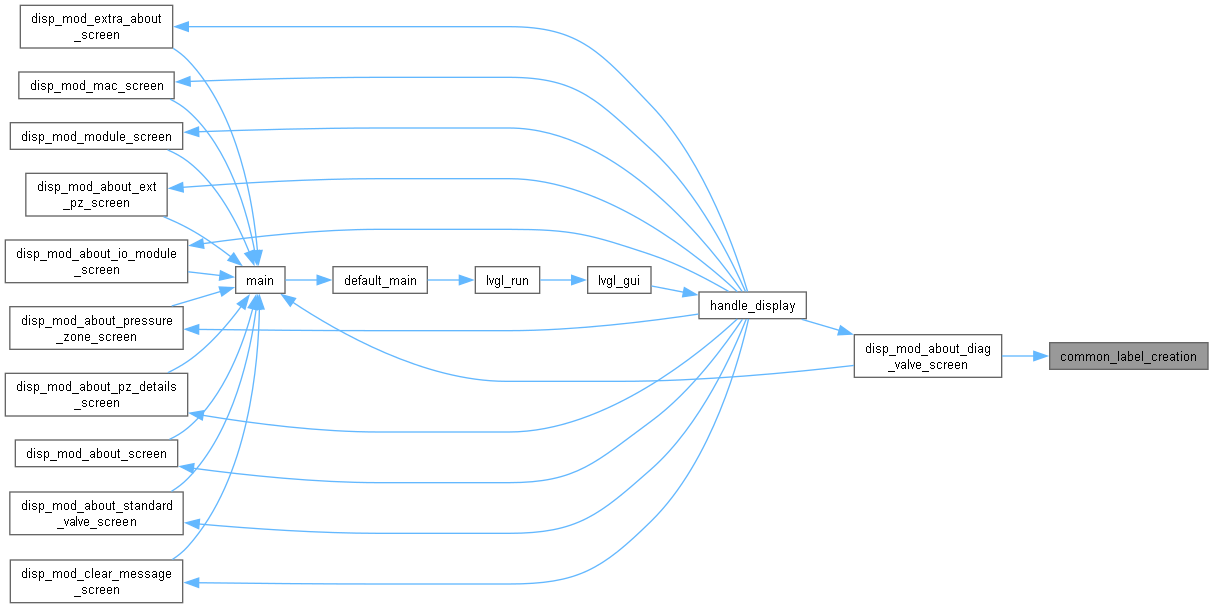 disp_mod_extra_about
_screen
disp_mod_mac_screen
disp_mod_module_screen
disp_mod_about_ext
_pz_screen
disp_mod_about_io_module
_screen
main
default_main
lvgl_run
lvgl_gui
handle_display
disp_mod_about_pressure
_zone_screen
disp_mod_about_diag
_valve_screen
common_label_creation
disp_mod_about_pz_details
_screen
disp_mod_about_screen
disp_mod_about_standard
_valve_screen
disp_mod_clear_message
_screen